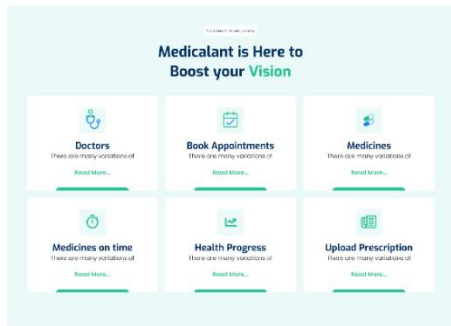 Medicalant is Here to
Boost your Vision
Doctors
There are many variations of
Read More...
Book Appointments
There are many variations of
Read More...
Medicines
There are many variations of
Read More...
Medicines on time
There are many variations of
Read More...
Health Progress
There are many variations of
Read More...
Upload Prescription
There are many variations of
Read More...